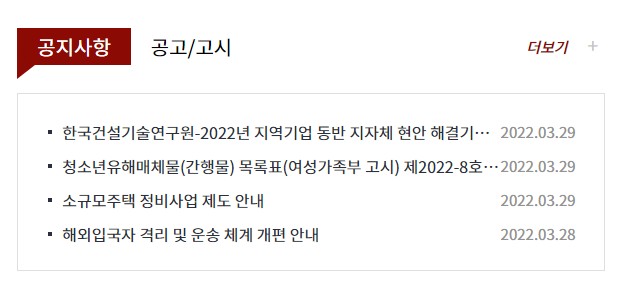 공지사항 공고/고시 더보기 +
한국건설기술연구원-2022년 지역기업 동반 지자체 현안 해결기… 2022.03.29
청소년유해매체물(간행물) 목록표(여성가족부 고시) 제2022-8호… 2022.03.29
소규모주택 정비사업 제도 안내 2022.03.29
해외입국자 격리 및 운송 체계 개편 안내 2022.03.28